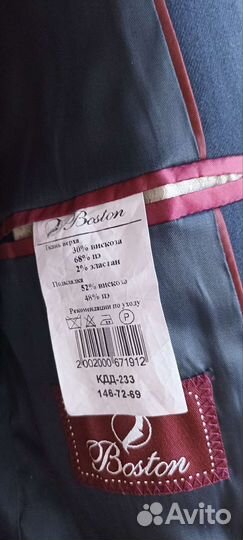 Boston
Ткань верха
30% вискоза
68% пэ
2% эластан
Подкладка
52% вискоза
48% пэ
Рекомендации по уходу
P
2002000671912
КДД-233
146-72-69
Boston
Avito